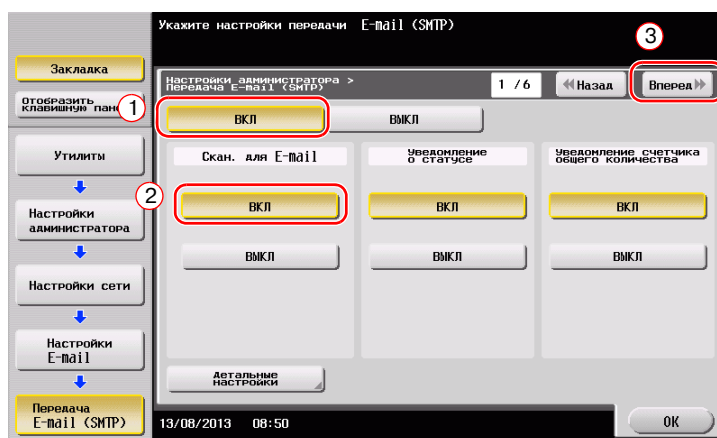 Укажите настройки передачи E-mail (SMTP)
3
Закладка
Отобразить
клавишную пан
1
Настройки администратора >
Передача E-mail (SMTP)
1 / 6
Назад
Вперед
ВКЛ
ВЫКЛ
Утилиты
Скан. для E-mail
Уведомление
о статусе
Уведомление счетчика
общего количества
2
ВКЛ
ВКЛ
ВКЛ
Настройки
администратора
ВЫКЛ
ВЫКЛ
ВЫКЛ
Настройки сети
Настройки
E-mail
Детальные
настройки
Передача
E-mail (SMTP)
13/08/2013 08:50
OK